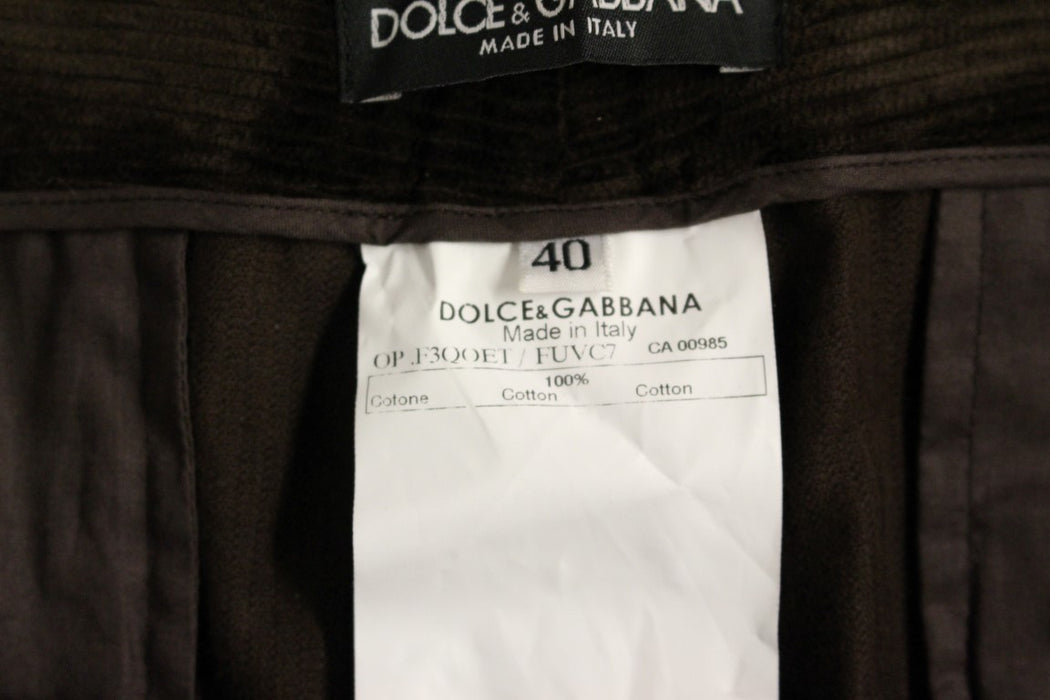 DOLCE & GABBANA
MADE IN ITALY
40
DOLCE&GABBANA
Made in Italy
OP .F3QOET / FUVC7 CA 00985
100%
Cotone Cotton Cotton